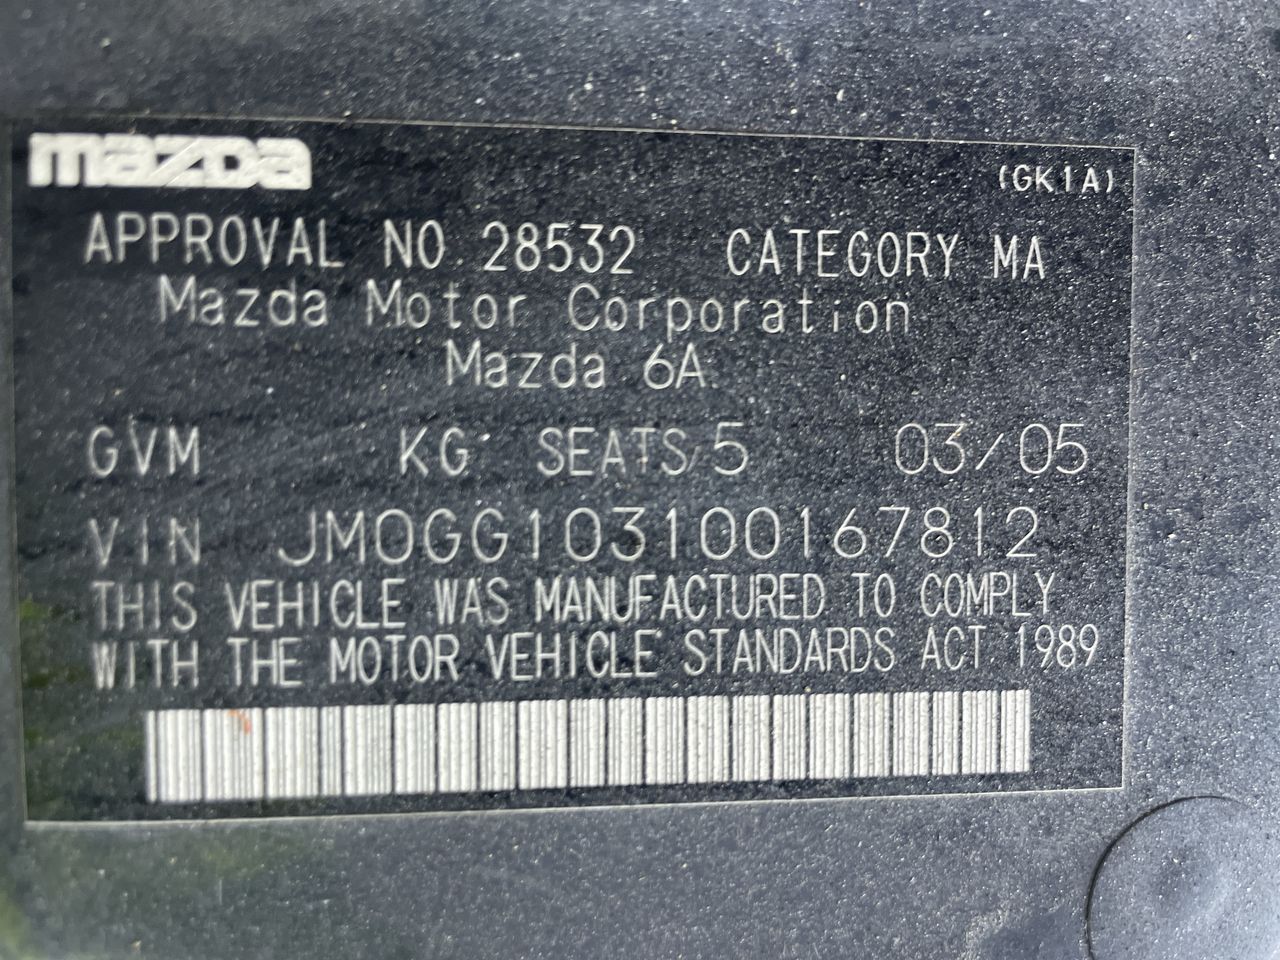 mazda
(GK1A)
APPROVAL NO. 28532 CATEGORY MA
Mazda Motor Corporation
Mazda 6A
GVM KG SEATS 5 03/05
VIN JM0GG103100167812
THIS VEHICLE WAS MANUFACTURED TO COMPLY
WITH THE MOTOR VEHICLE STANDARDS ACT 1989